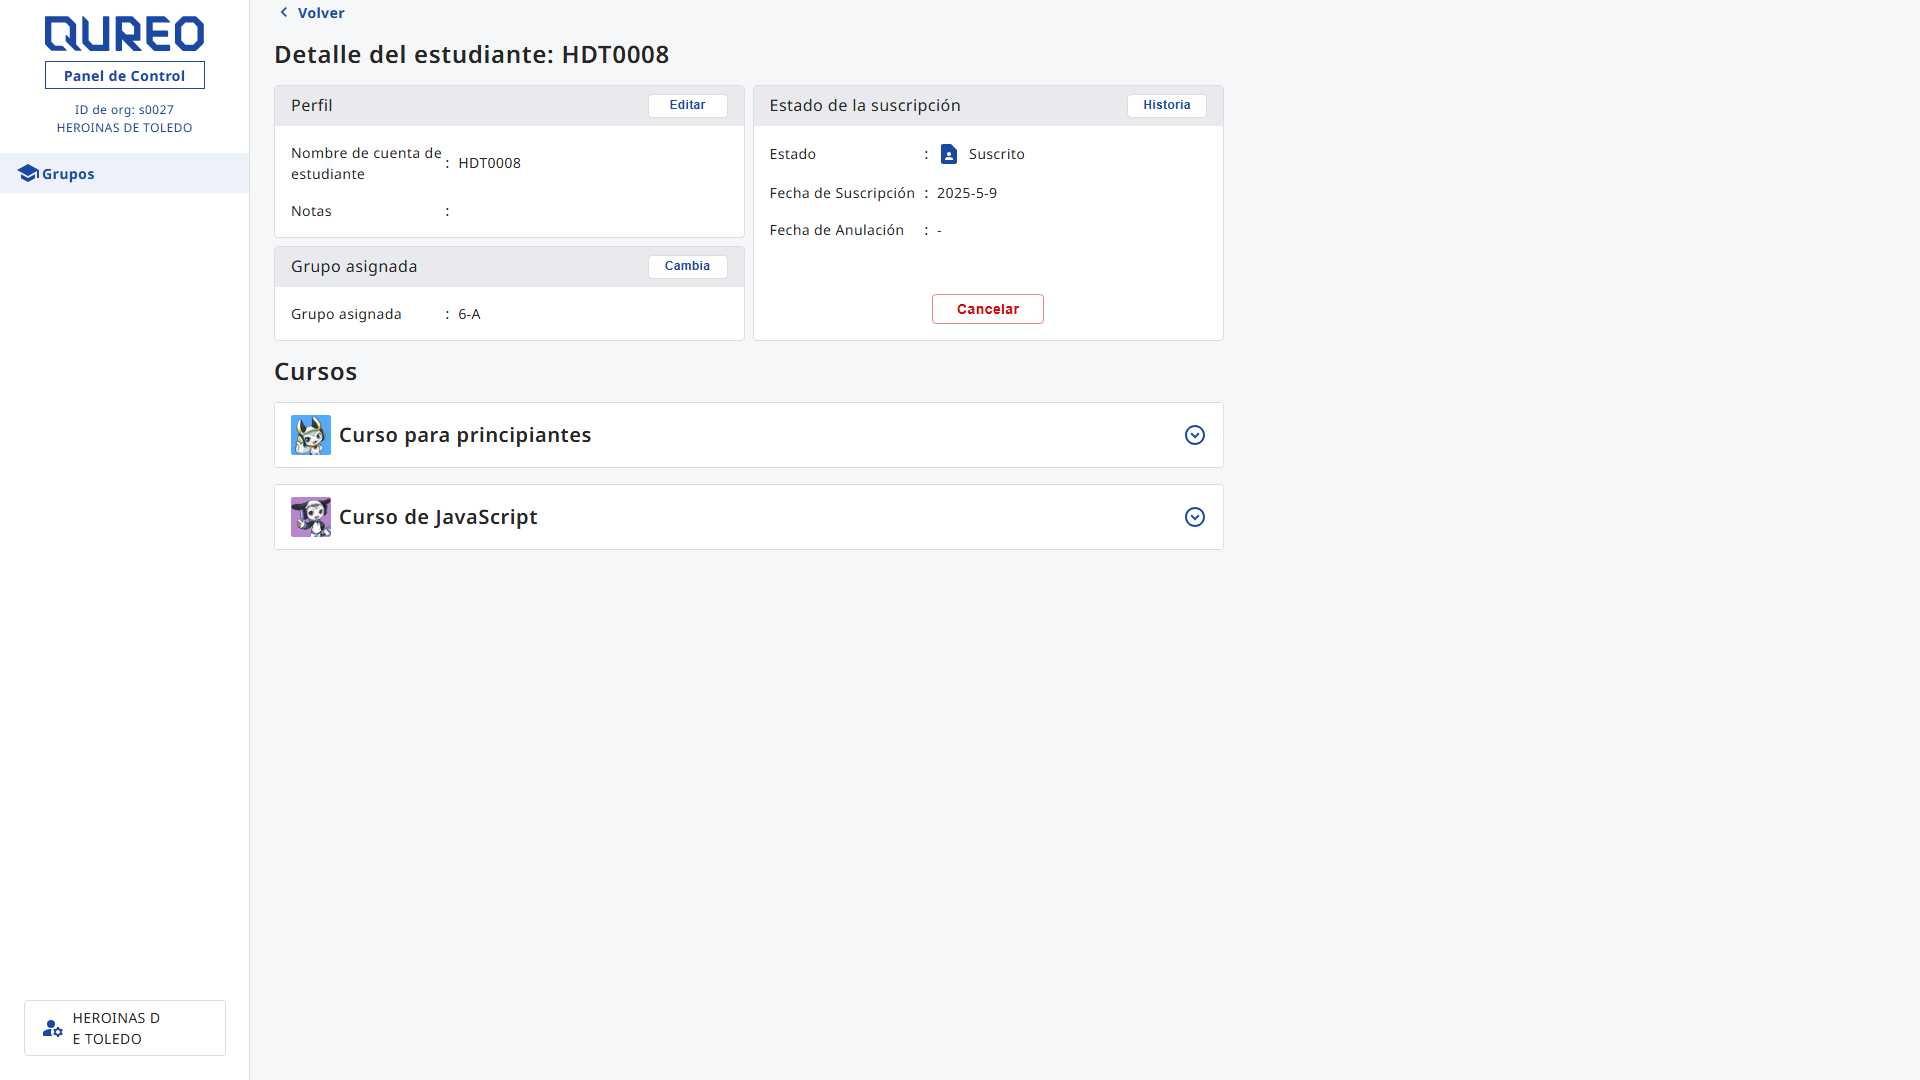 QUREO
Panel de Control
ID de org: s0027
HEROINAS DE TOLEDO
Grupos
HEROINAS D
E TOLEDO
Volver
Detalle del estudiante: HDT0008
Perfil
Editar
Nombre de cuenta de
estudiante
: HDT0008
Notas :
Grupo asignada
Cambia
Grupo asignada : 6-A
Estado de la suscripción
Historia
Estado : Suscrito
Fecha de Suscripción : 2025-5-9
Fecha de Anulación : -
Cancelar
Cursos
Curso para principiantes
Curso de JavaScript